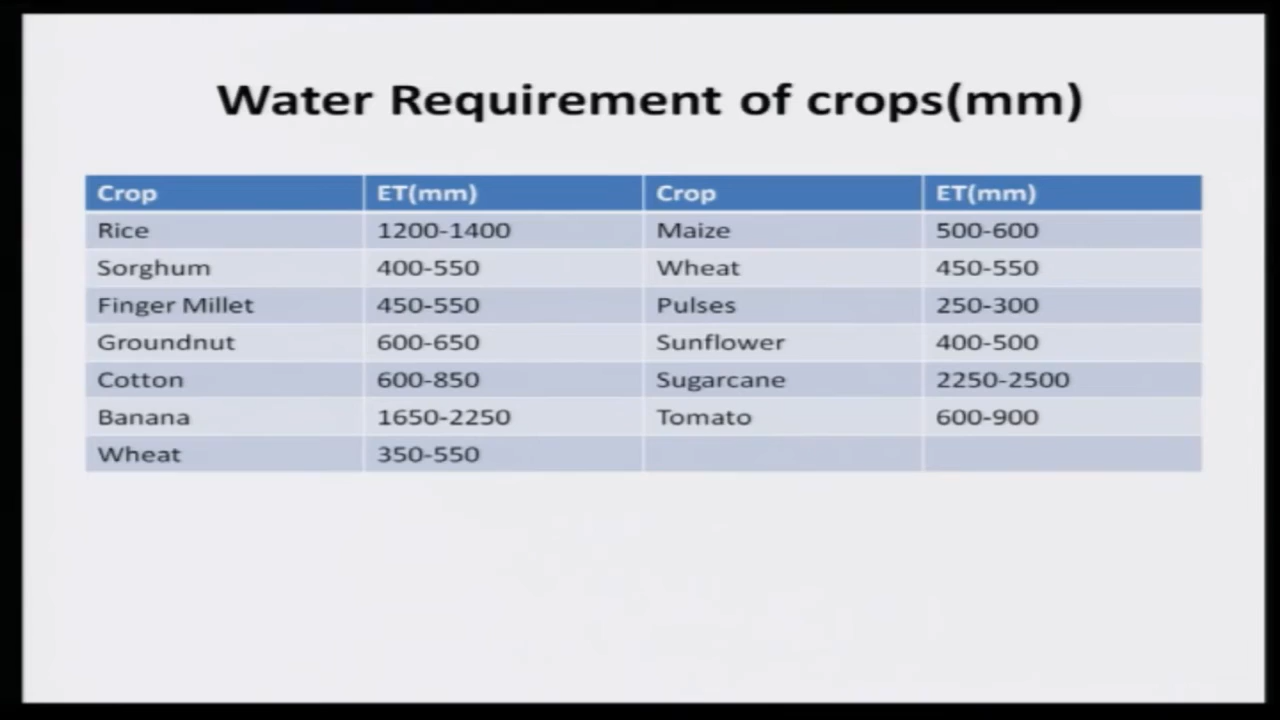 Water Requirement of crops(mm)
Crop ET(mm) Crop ET(mm)
Rice 1200-1400 Maize 500-600
Sorghum 400-550 Wheat 450-550
Finger Millet 450-550 Pulses 250-300
Groundnut 600-650 Sunflower 400-500
Cotton 600-850 Sugarcane 2250-2500
Banana 1650-2250 Tomato 600-900
Wheat 350-550